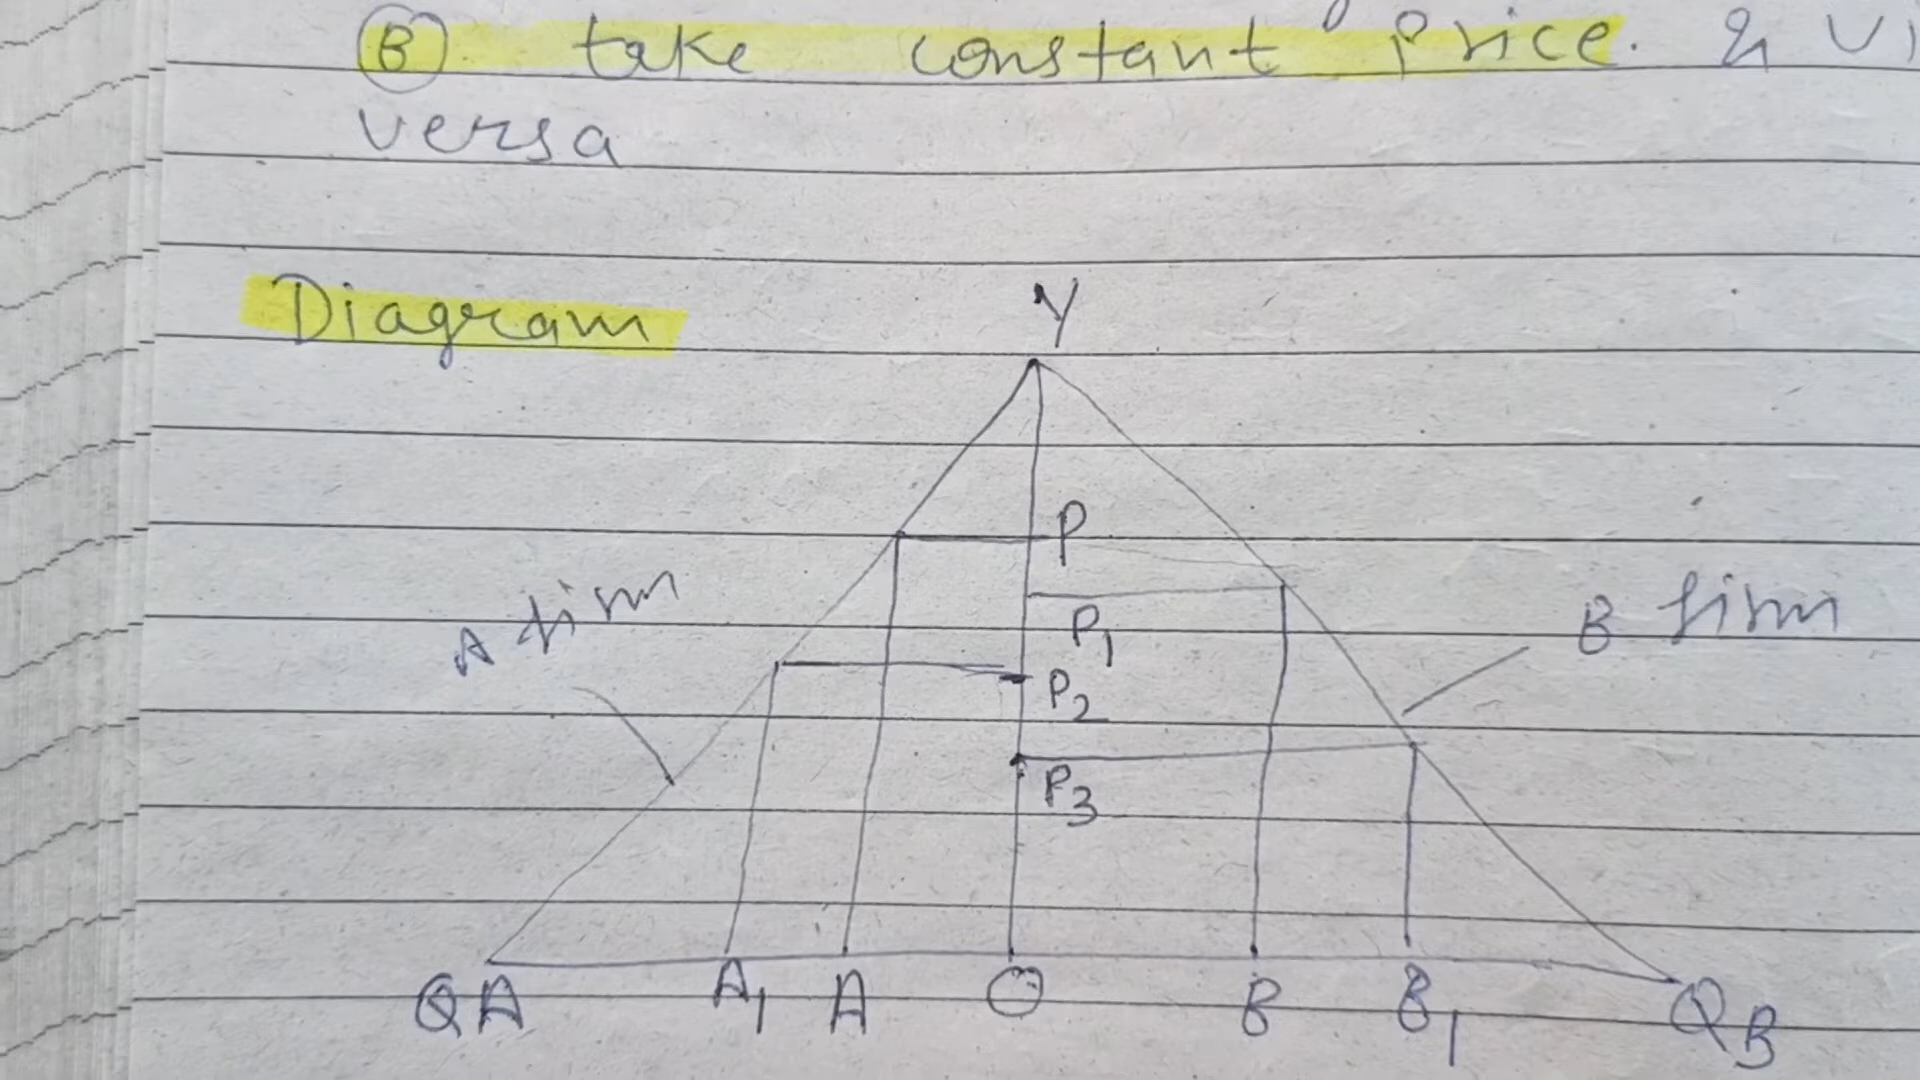 Ⓑ take constant Price. & Vi
versa
Diagram
Y
P
A firm
B firm
P1
P2
P3
QA A1 A O B B1 QB